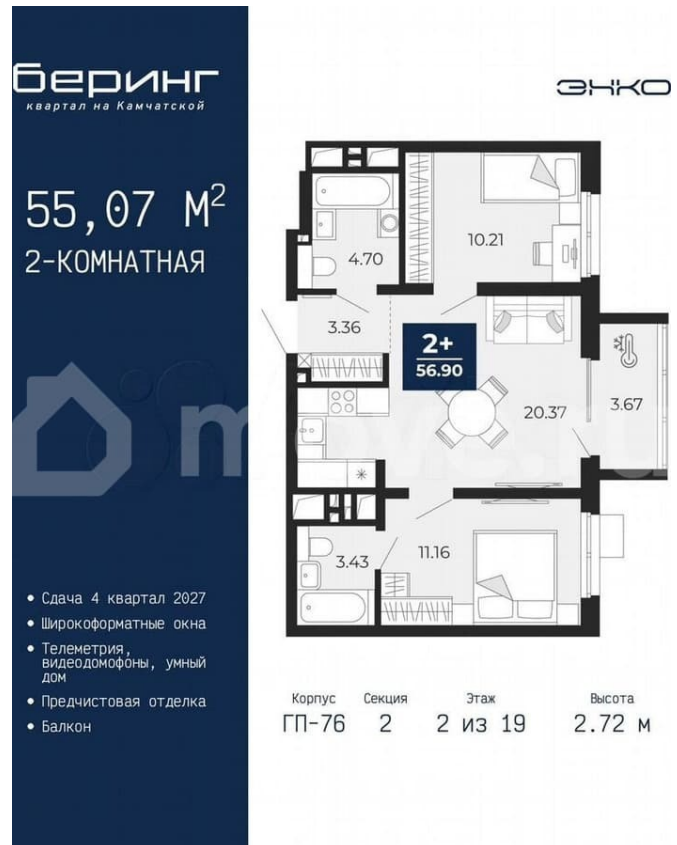 беринг
квартал на Камчатской
ЭНКО
55,07 М²
2-КОМНАТНАЯ
4.70
10.21
3.36
2+
56.90
20.37
3.67
3.43
11.16
move.ru
• Сдача 4 квартал 2027
• Широкоформатные окна
• Телеметрия,
видеодомофоны, умный
дом
• Предчистовая отделка
• Балкон
Корпус Секция Этаж Высота
ГП-76 2 2 из 19 2.72 м